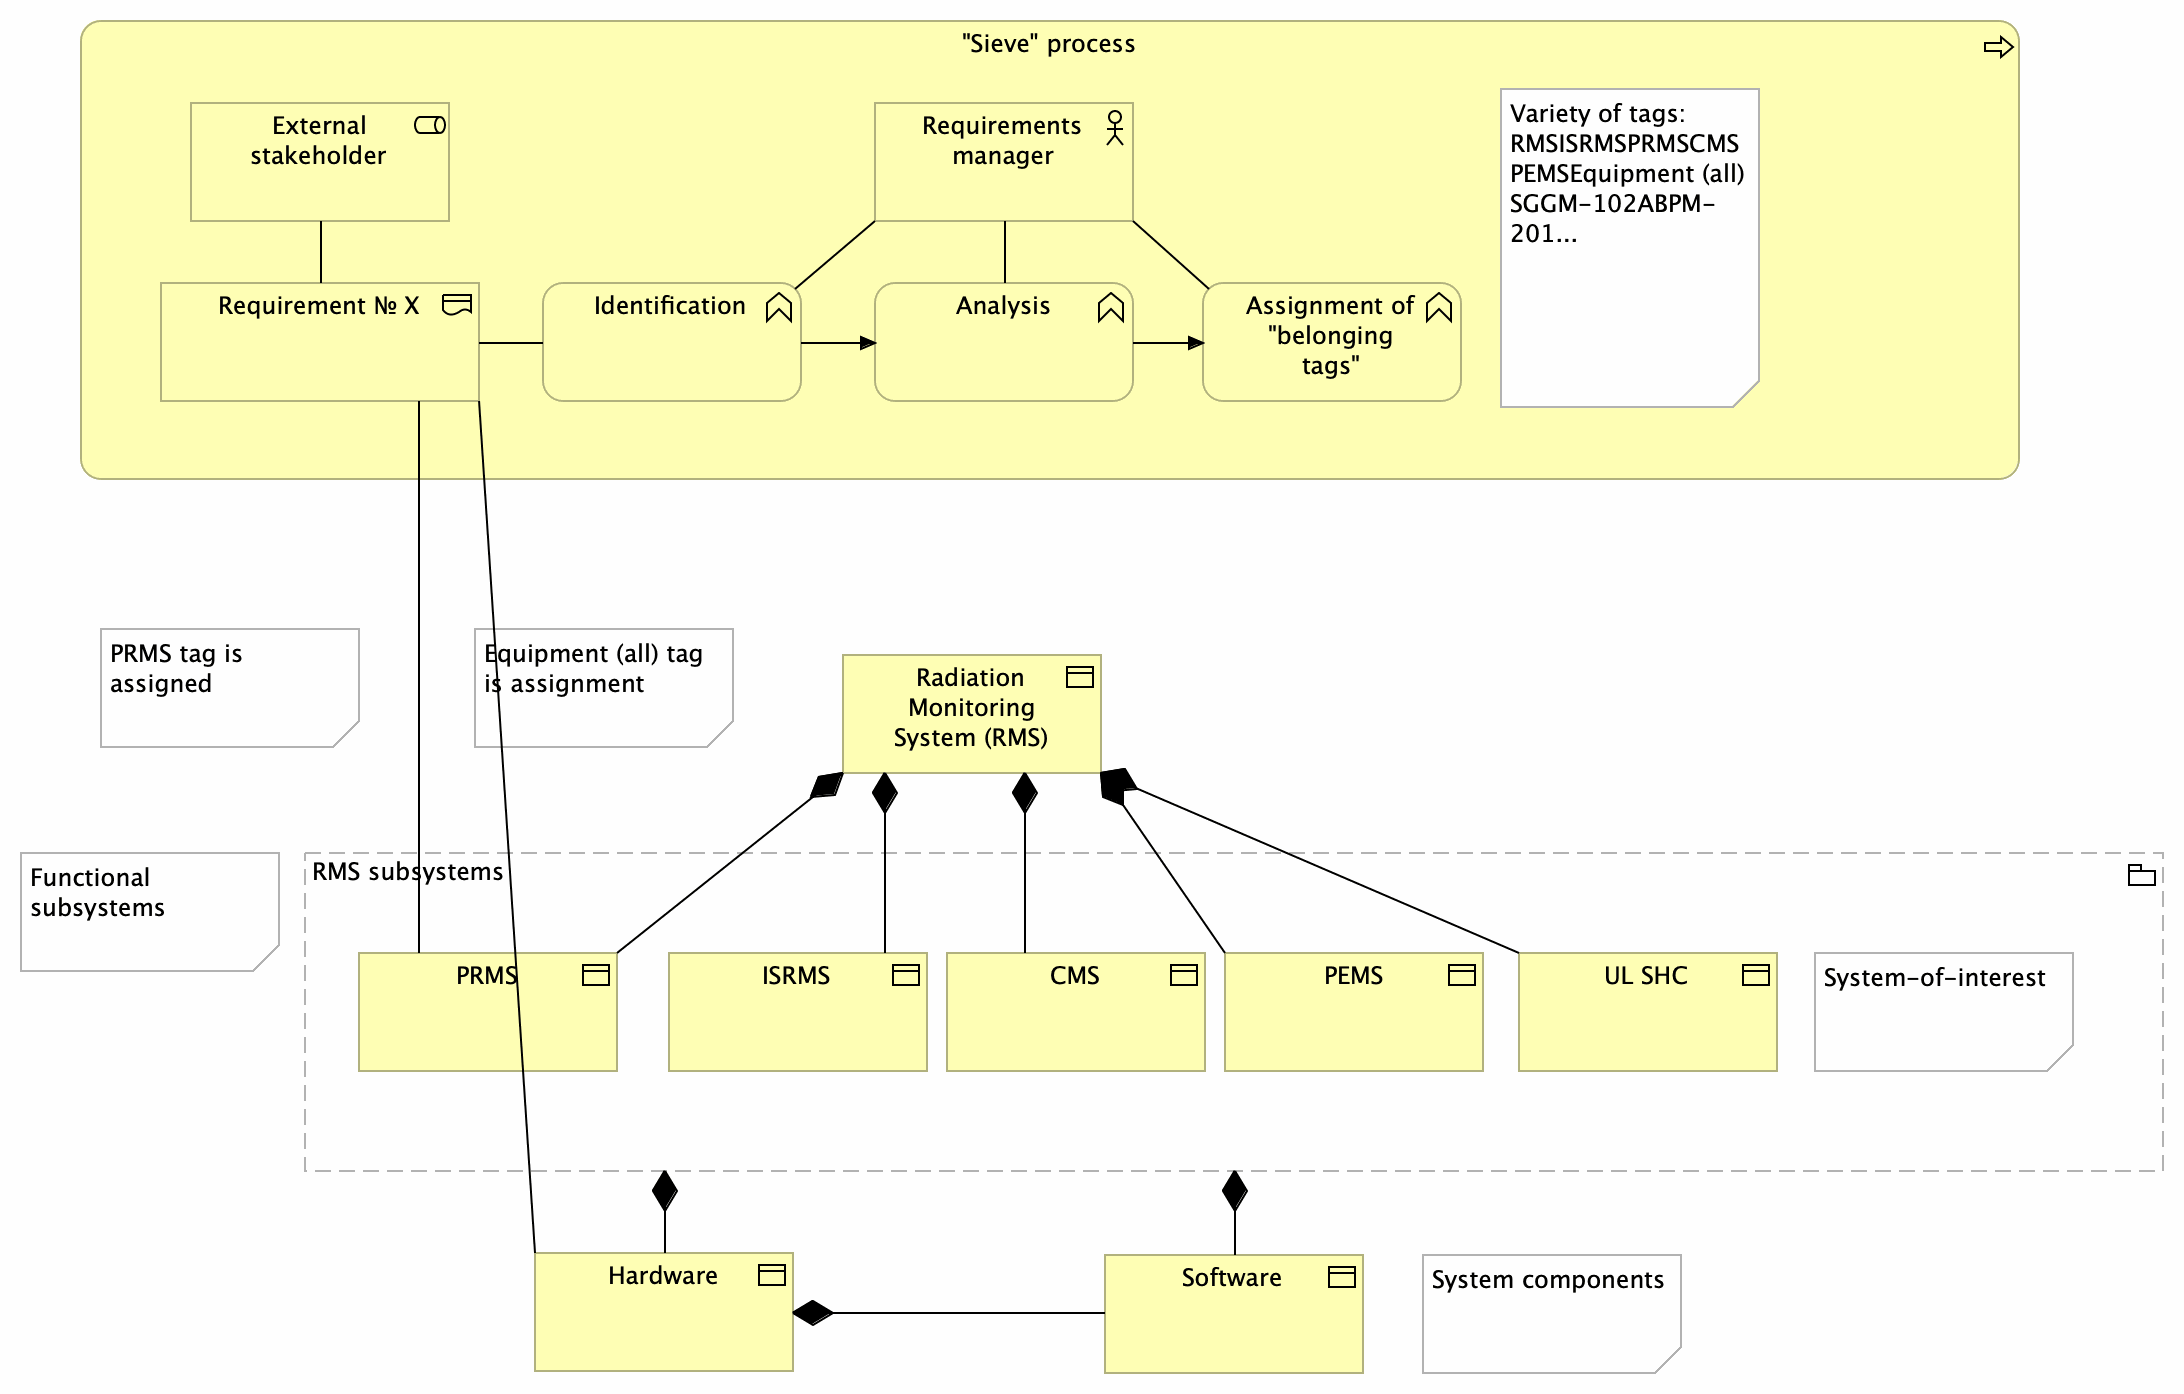 "Sieve" process
External
stakeholder
Requirements
manager
Variety of tags:
RMSISRMSPRMSCMS
PEMSEquipment (all)
SGGM-102ABPM-
201...
Requirement № X
Identification
Analysis
Assignment of
"belonging
tags"
PRMS tag is
assigned
Equipment (all) tag
is assignment
Radiation
Monitoring
System (RMS)
Functional
subsystems
RMS subsystems
PRMS
ISRMS
CMS
PEMS
UL SHC
System-of-interest
Hardware
Software
System components